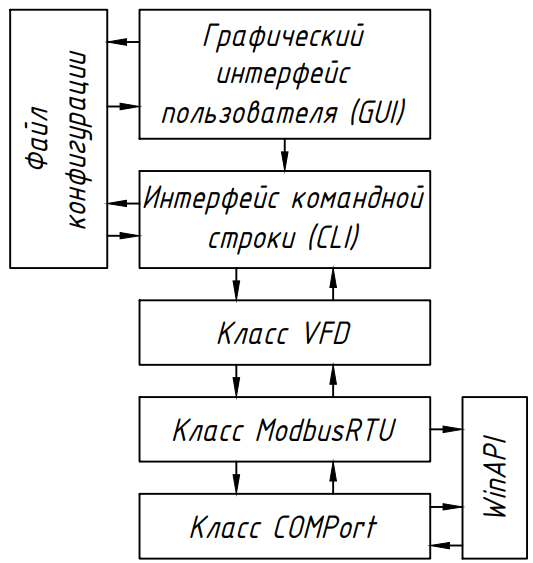 Файл
конфигурации
Графический
интерфейс
пользователя (GUI)
Интерфейс командной
строки (CLI)
Класс VFD
Класс ModbusRTU
Класс COMPort
WinAPI